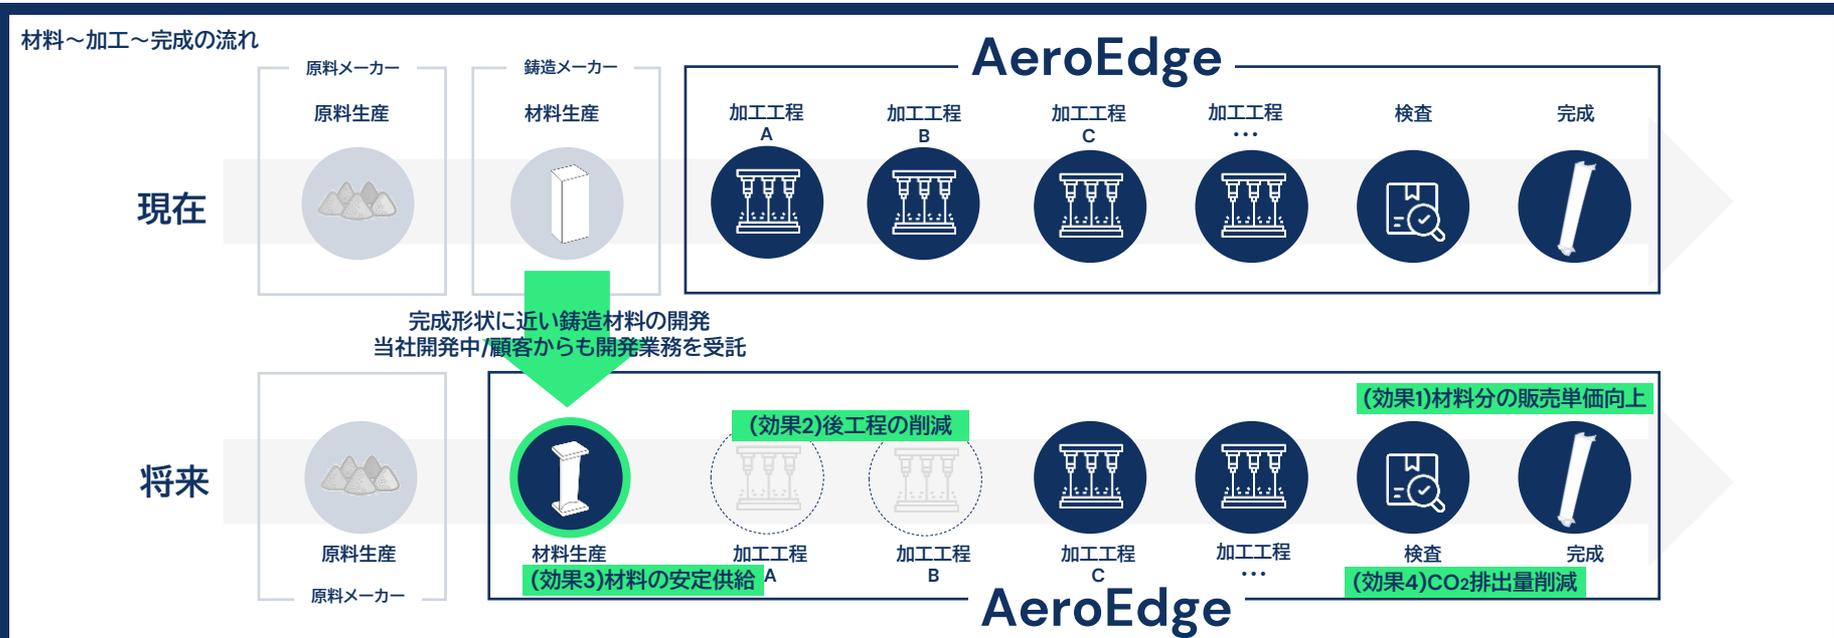 材料～加工～完成の流れ
原料メーカー
鋳造メーカー
AeroEdge
原料生産
材料生産
加工工程
A
加工工程
B
加工工程
C
加工工程
・・・
検査
完成
現在
完成形状に近い鋳造材料の開発
当社開発中/顧客からも開発業務を受託
(効果1)材料分の販売単価向上
(効果2)後工程の削減
将来
原料生産
材料生産
加工工程
A
加工工程
B
加工工程
C
加工工程
・・・
検査
完成
(効果3)材料の安定供給
(効果4)CO2排出量削減
原料メーカー
AeroEdge